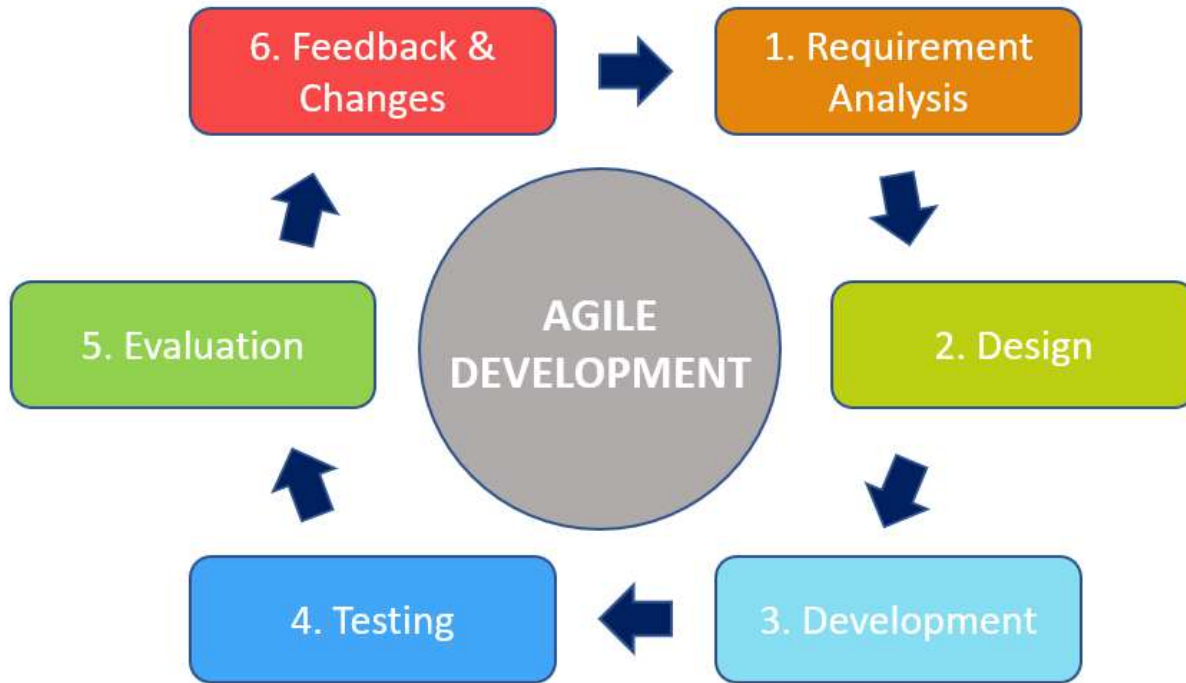 6. Feedback &
Changes
1. Requirement
Analysis
AGILE
DEVELOPMENT
5. Evaluation
2. Design
4. Testing
3. Development